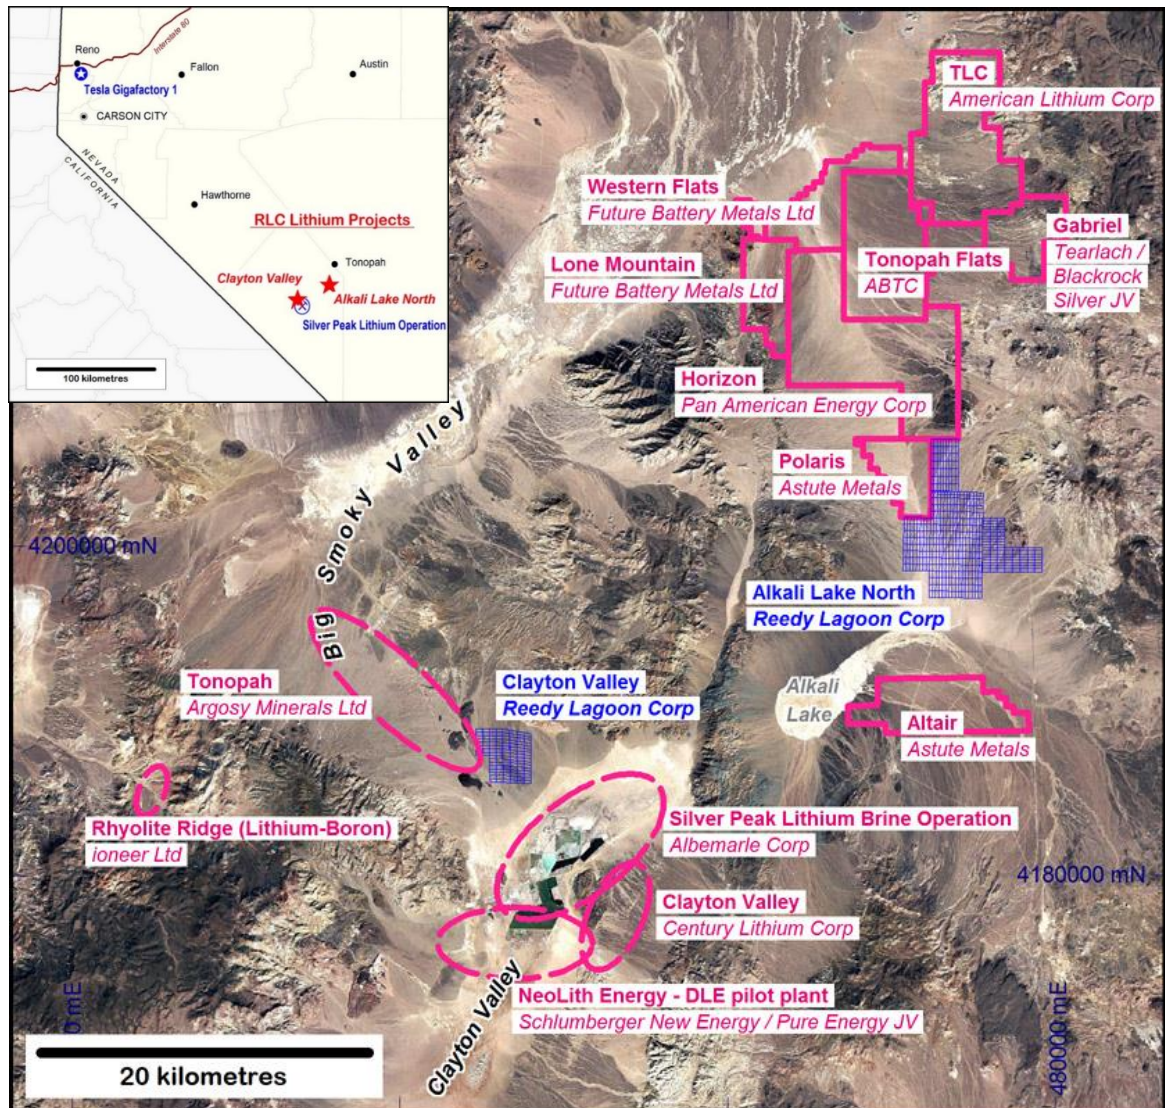 Reno
Interstate 80
Fallon
Austin
Tesla Gigafactory 1
CARSON CITY
NEVADA
CALIFORNIA
Hawthorne
RLC Lithium Projects
Tonopah
Clayton Valley
Alkali Lake North
Silver Peak Lithium Operation
100 kilometres
TLC
American Lithium Corp
Western Flats
Future Battery Metals Ltd
Gabriel
Tearlach /
Blackrock
Silver JV
Lone Mountain
Future Battery Metals Ltd
Tonopah Flats
ABTC
Horizon
Pan American Energy Corp
Polaris
Astute Metals
Big Smoky Valley
4200000 mN
Alkali Lake North
Reedy Lagoon Corp
Tonopah
Argosy Minerals Ltd
Clayton Valley
Reedy Lagoon Corp
Alkali
Lake
Altair
Astute Metals
Rhyolite Ridge (Lithium-Boron)
ioneer Ltd
Silver Peak Lithium Brine Operation
Albemarle Corp
4180000 mN
Clayton Valley
Century Lithium Corp
NeoLith Energy - DLE pilot plant
Schlumberger New Energy / Pure Energy JV
Clayton Valley
0 mE
480000 mE
20 kilometres